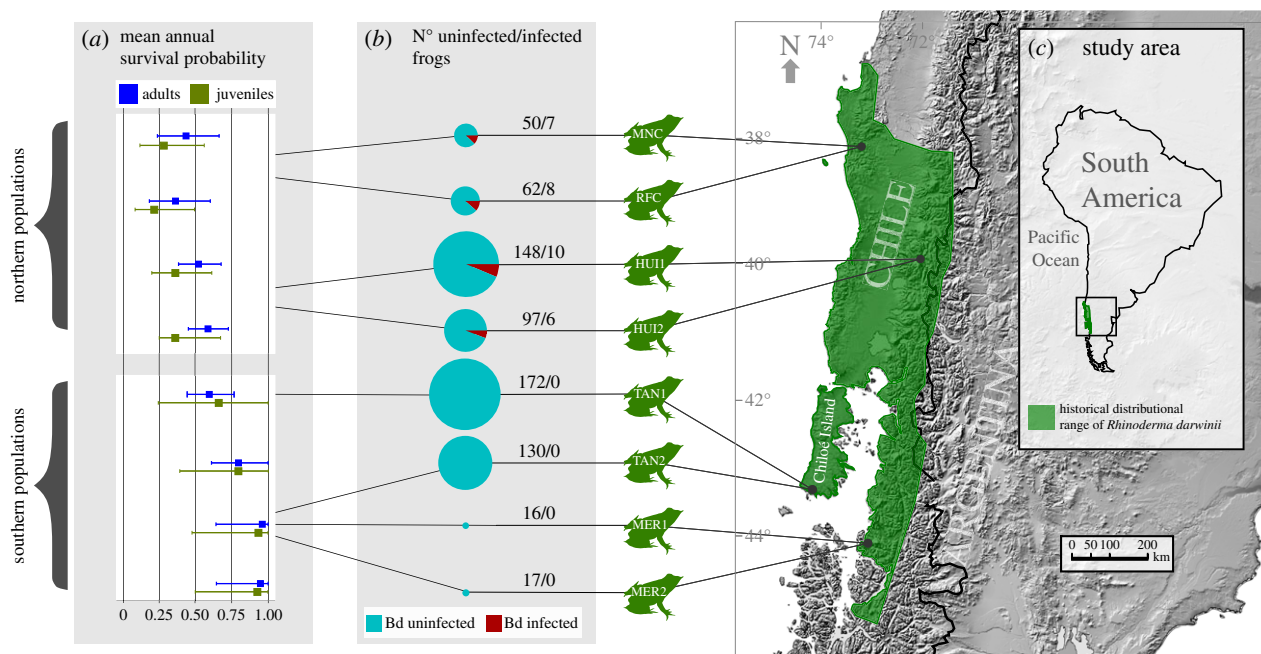 (a) mean annual
survival probability
adults juveniles
northern populations
southern populations
0 0.25 0.50 0.75 1.00
(b) N° uninfected/infected
frogs
50/7
62/8
148/10
97/6
172/0
130/0
16/0
17/0
Bd uninfected Bd infected
MNC
RFC
HUI1
HUI2
TAN1
TAN2
MER1
MER2
N
74° 72°
38°
40°
42°
44°
CHILE
Chiloé Island
ARGENTINA
(c) study area
South
America
Pacific
Ocean
historical distributional
range of Rhinoderma darwinii
0 50 100 200
km